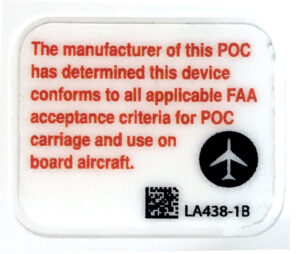 The manufacturer of this POC
has determined this device
conforms to all applicable FAA
acceptance criteria for POC
carriage and use on
board aircraft.
LA438-1B